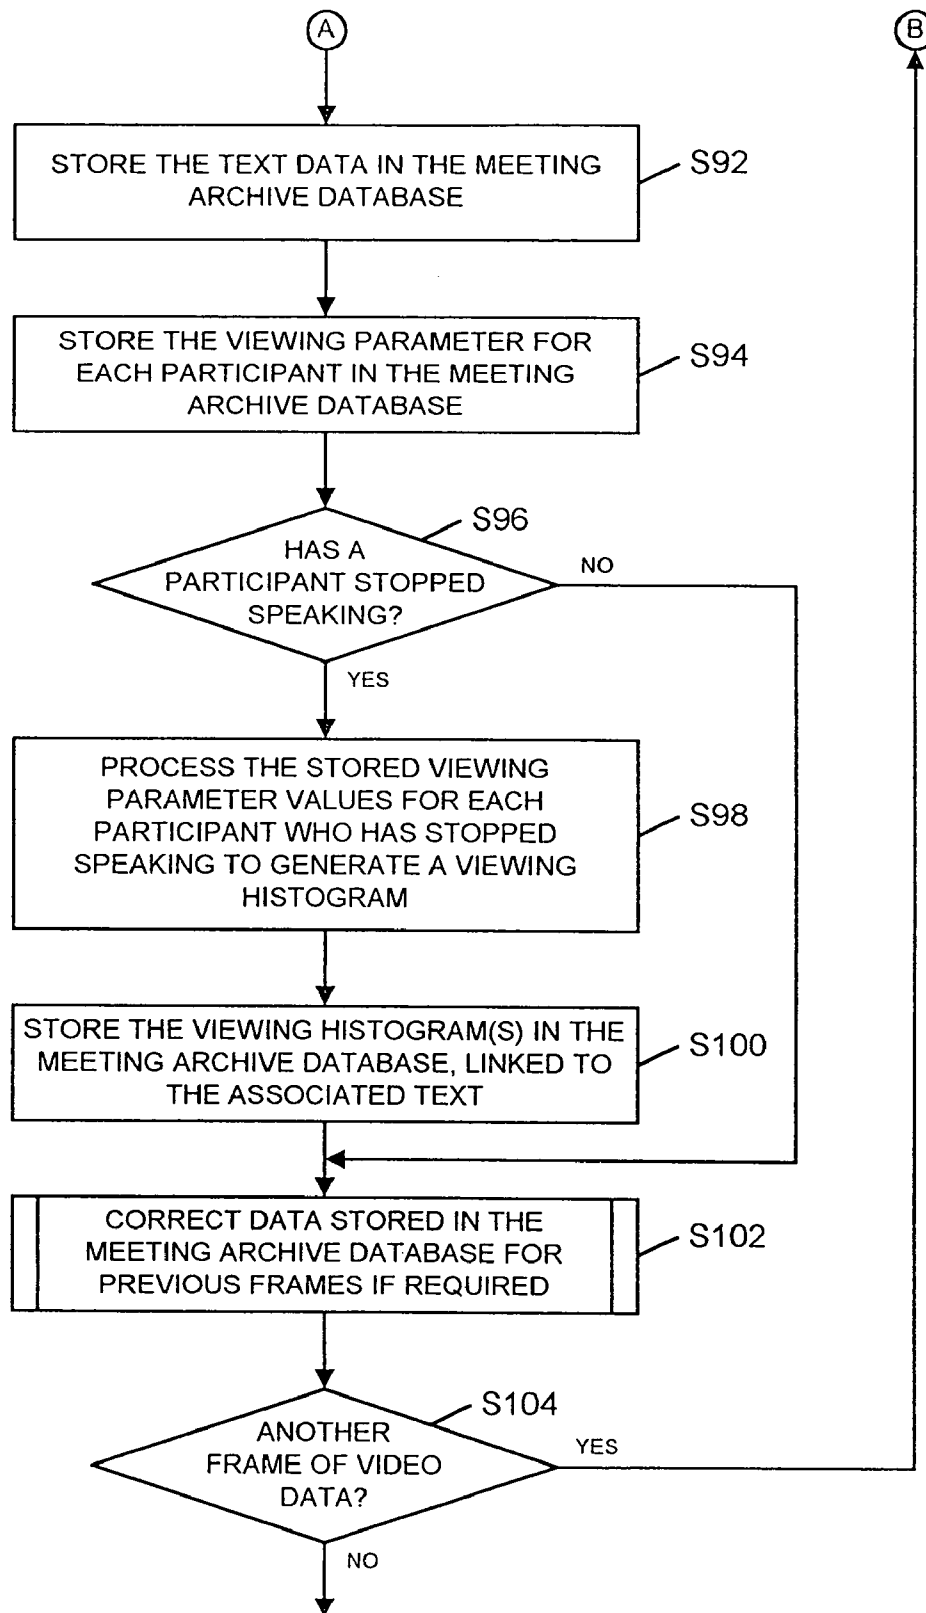 A
B
STORE THE TEXT DATA IN THE MEETING
ARCHIVE DATABASE
S92
STORE THE VIEWING PARAMETER FOR
EACH PARTICIPANT IN THE MEETING
ARCHIVE DATABASE
S94
S96
HAS A
PARTICIPANT STOPPED
SPEAKING?
NO
YES
PROCESS THE STORED VIEWING
PARAMETER VALUES FOR EACH
PARTICIPANT WHO HAS STOPPED
SPEAKING TO GENERATE A VIEWING
HISTOGRAM
S98
STORE THE VIEWING HISTOGRAM(S) IN THE
MEETING ARCHIVE DATABASE, LINKED TO
THE ASSOCIATED TEXT
S100
CORRECT DATA STORED IN THE
MEETING ARCHIVE DATABASE FOR
PREVIOUS FRAMES IF REQUIRED
S102
S104
ANOTHER
FRAME OF VIDEO
DATA?
YES
NO